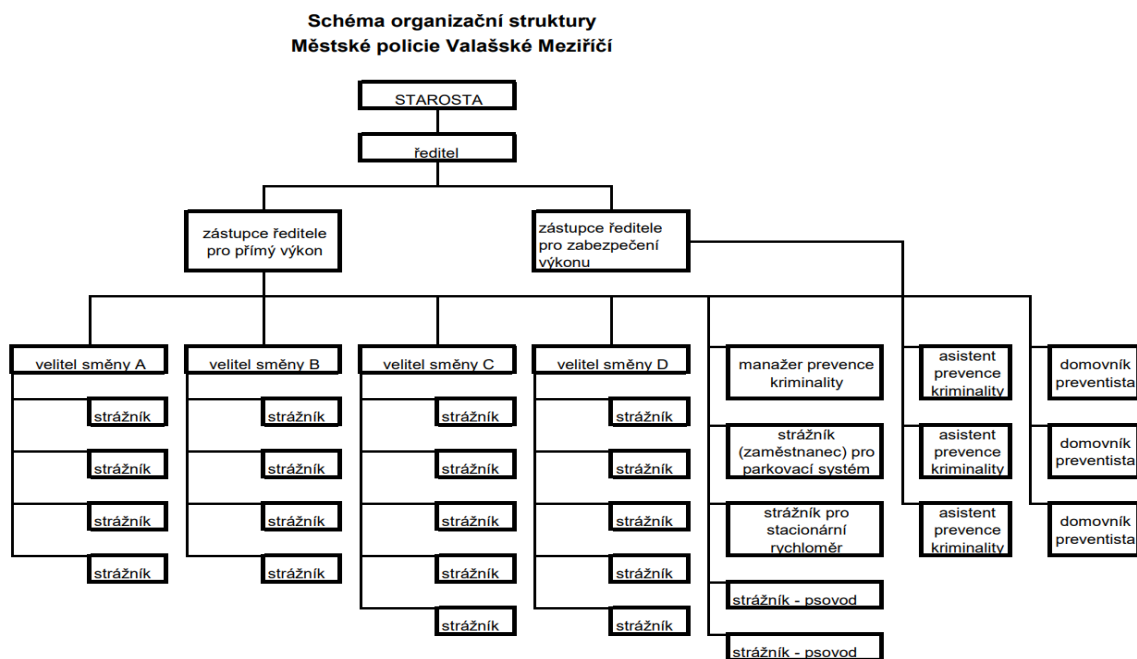 Schéma organizační struktury
Městské policie Valašské Meziříčí
STAROSTA
ředitel
zástupce ředitele
pro přímý výkon
zástupce ředitele
pro zabezpečení
výkonu
velitel směny A
strážník
strážník
strážník
strážník
velitel směny B
strážník
strážník
strážník
strážník
velitel směny C
strážník
strážník
strážník
strážník
strážník
velitel směny D
strážník
strážník
strážník
strážník
strážník
manažer prevence
kriminality
strážník
(zaměstnanec) pro
parkovací systém
strážník pro
stacionární
rychloměr
strážník - psovod
strážník - psovod
asistent
prevence
kriminality
asistent
prevence
kriminality
asistent
prevence
kriminality
domovník
preventista
domovník
preventista
domovník
preventista